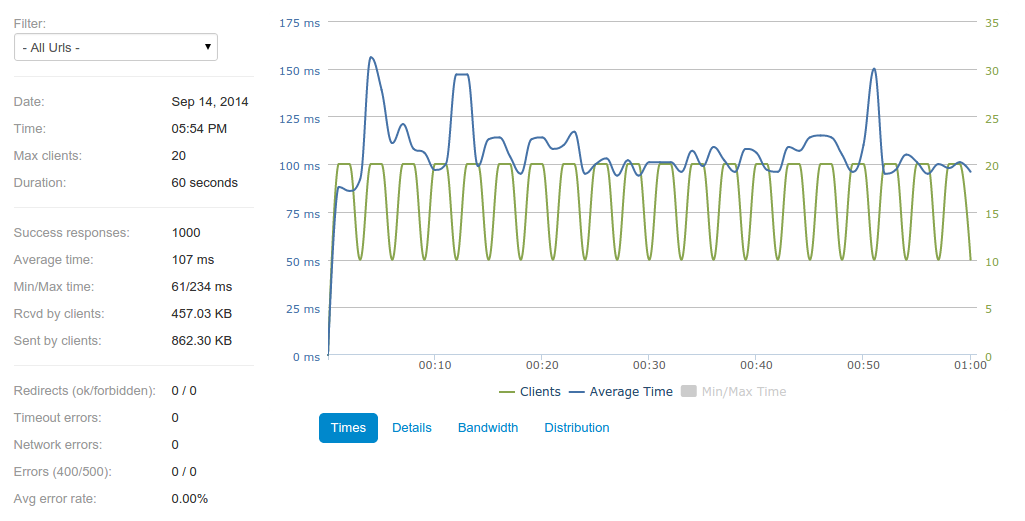 Filter:
- All Urls -
Date: Sep 14, 2014
Time: 05:54 PM
Max clients: 20
Duration: 60 seconds
Success responses: 1000
Average time: 107 ms
Min/Max time: 61/234 ms
Rcvd by clients: 457.03 KB
Sent by clients: 862.30 KB
Redirects (ok/forbidden): 0 / 0
Timeout errors: 0
Network errors: 0
Errors (400/500): 0 / 0
Avg error rate: 0.00%
175 ms 35
150 ms 30
125 ms 25
100 ms 20
75 ms 15
50 ms 10
25 ms 5
0 ms 0
00:10 00:20 00:30 00:40 00:50 01:00
Clients Average Time Min/Max Time
Times Details Bandwidth Distribution